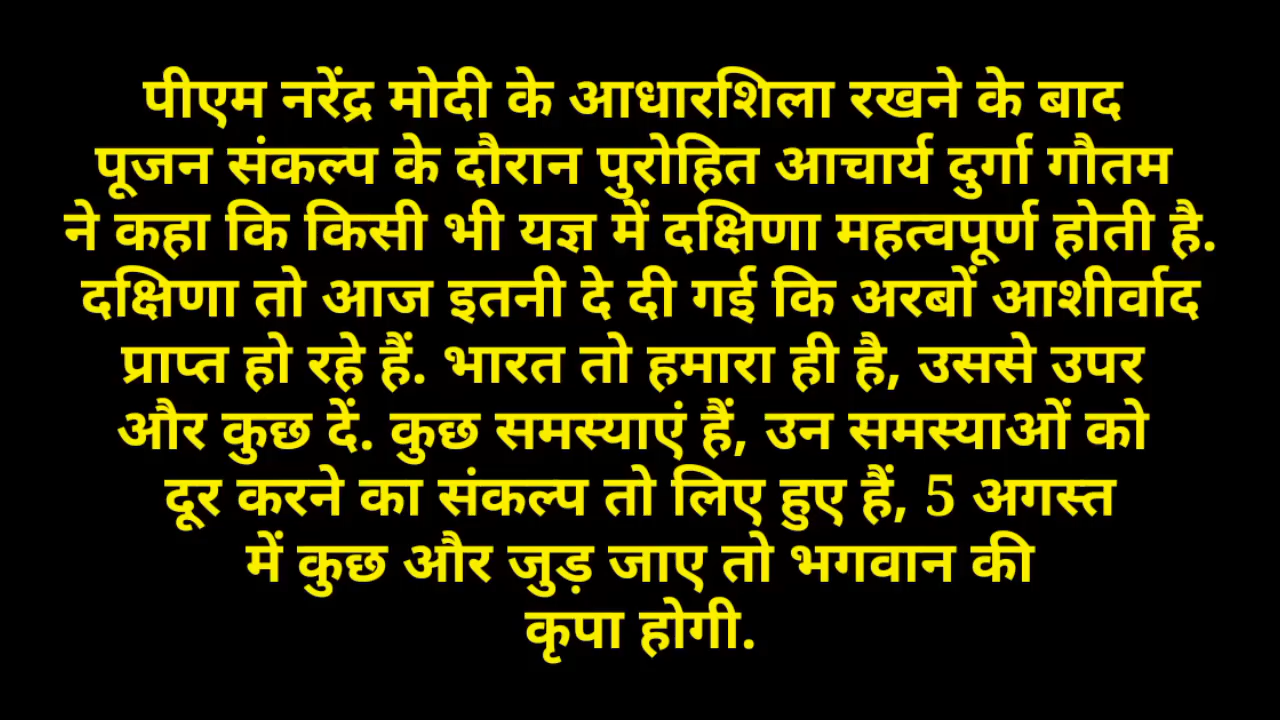 पीएम नरेंद्र मोदी के आधारशिला रखने के बाद
पूजन संकल्प के दौरान पुरोहित आचार्य दुर्गा गौतम
ने कहा कि किसी भी यज्ञ में दक्षिणा महत्वपूर्ण होती है.
दक्षिणा तो आज इतनी दे दी गई कि अरबों आशीर्वाद
प्राप्त हो रहे हैं. भारत तो हमारा ही है, उससे उपर
और कुछ दें. कुछ समस्याएं हैं, उन समस्याओं को
दूर करने का संकल्प तो लिए हुए हैं, 5 अगस्त
में कुछ और जुड़ जाए तो भगवान की
कृपा होगी.